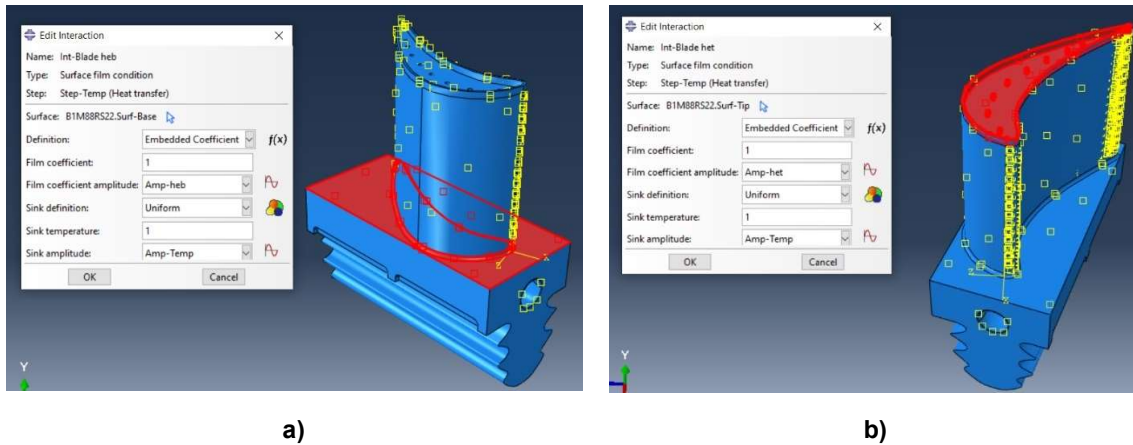 Edit Interaction
Name: Int-Blade heb
Type: Surface film condition
Step: Step-Temp (Heat transfer)
Surface: B1M88RS22.Surf-Base
Definition: Embedded Coefficient f(x)
Film coefficient: 1
Film coefficient amplitude: Amp-heb
Sink definition: Uniform
Sink temperature: 1
Sink amplitude: Amp-Temp
OK Cancel
Y
Z X
a)
Edit Interaction
Name: Int-Blade het
Type: Surface film condition
Step: Step-Temp (Heat transfer)
Surface: B1M88RS22.Surf-Tip
Definition: Embedded Coefficient f(x)
Film coefficient: 1
Film coefficient amplitude: Amp-het
Sink definition: Uniform
Sink temperature: 1
Sink amplitude: Amp-Temp
OK Cancel
Y
Z
X
b)